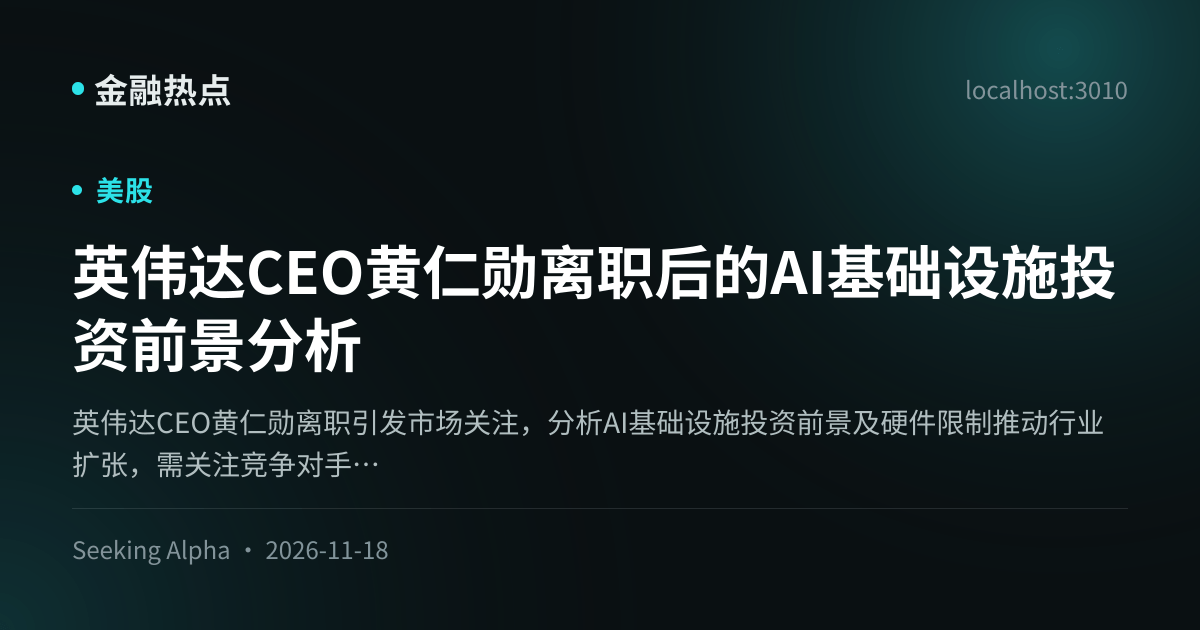 金融热点
localhost:3010
美股
英伟达CEO黄仁勋离职后的AI基础设施投
资前景分析
英伟达CEO黄仁勋离职引发市场关注，分析AI基础设施投资前景及硬件限制推动行业
扩张，需关注竞争对手…
Seeking Alpha · 2026-11-18